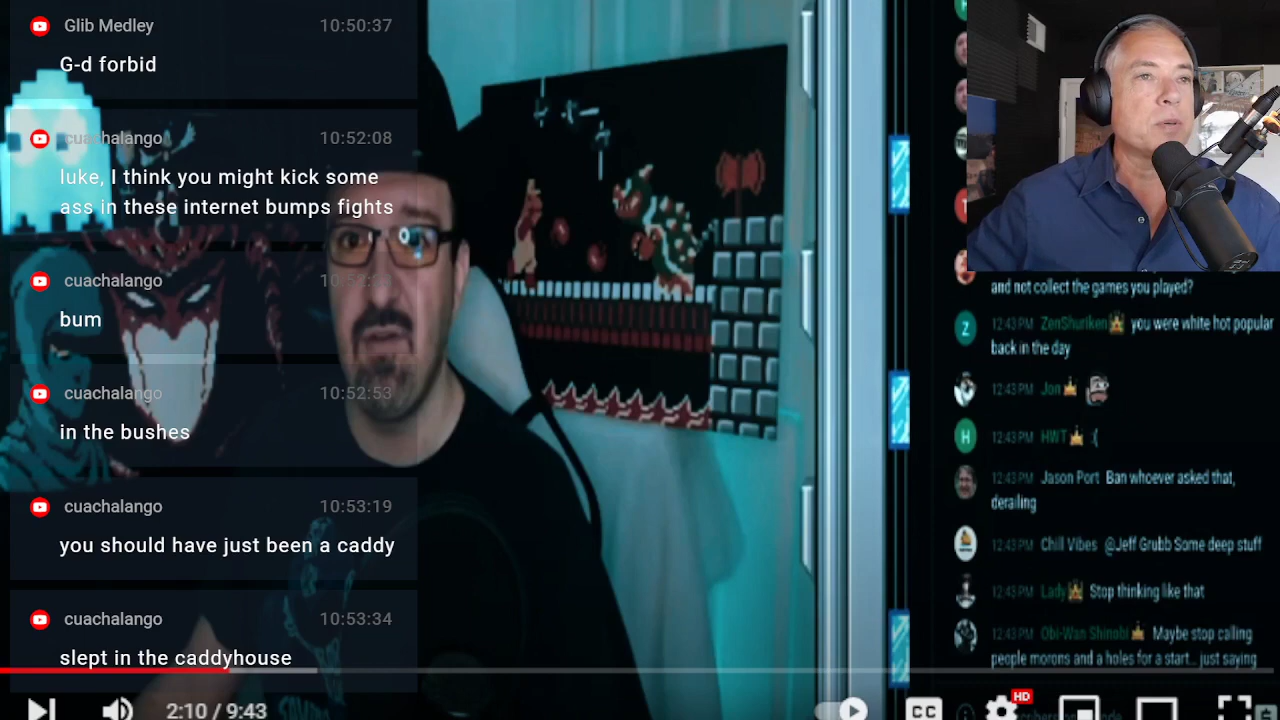 Glib Medley 10:50:37
G-d forbid
cuachalango 10:52:08
luke, I think you might kick some
ass in these internet bumps fights
cuachalango
bum
cuachalango 10:52:53
in the bushes
cuachalango 10:53:19
you should have just been a caddy
cuachalango 10:53:34
slept in the caddyhouse
and not collect the games you played?
12:43 PM ZenShuriken you were white hot popular
back in the day
12:43 PM Jon
12:43 PM HWT :(
12:43 PM Jason Port Ban whoever asked that,
derailing
12:43 PM Chill Vibes @Jeff Grubb Some deep stuff
12:43 PM Lady Stop thinking like that
12:43 PM Obi-Wan Shinobi Maybe stop calling
people morons and a holes for a start... just saying
2:10 / 9:43
CC
HD